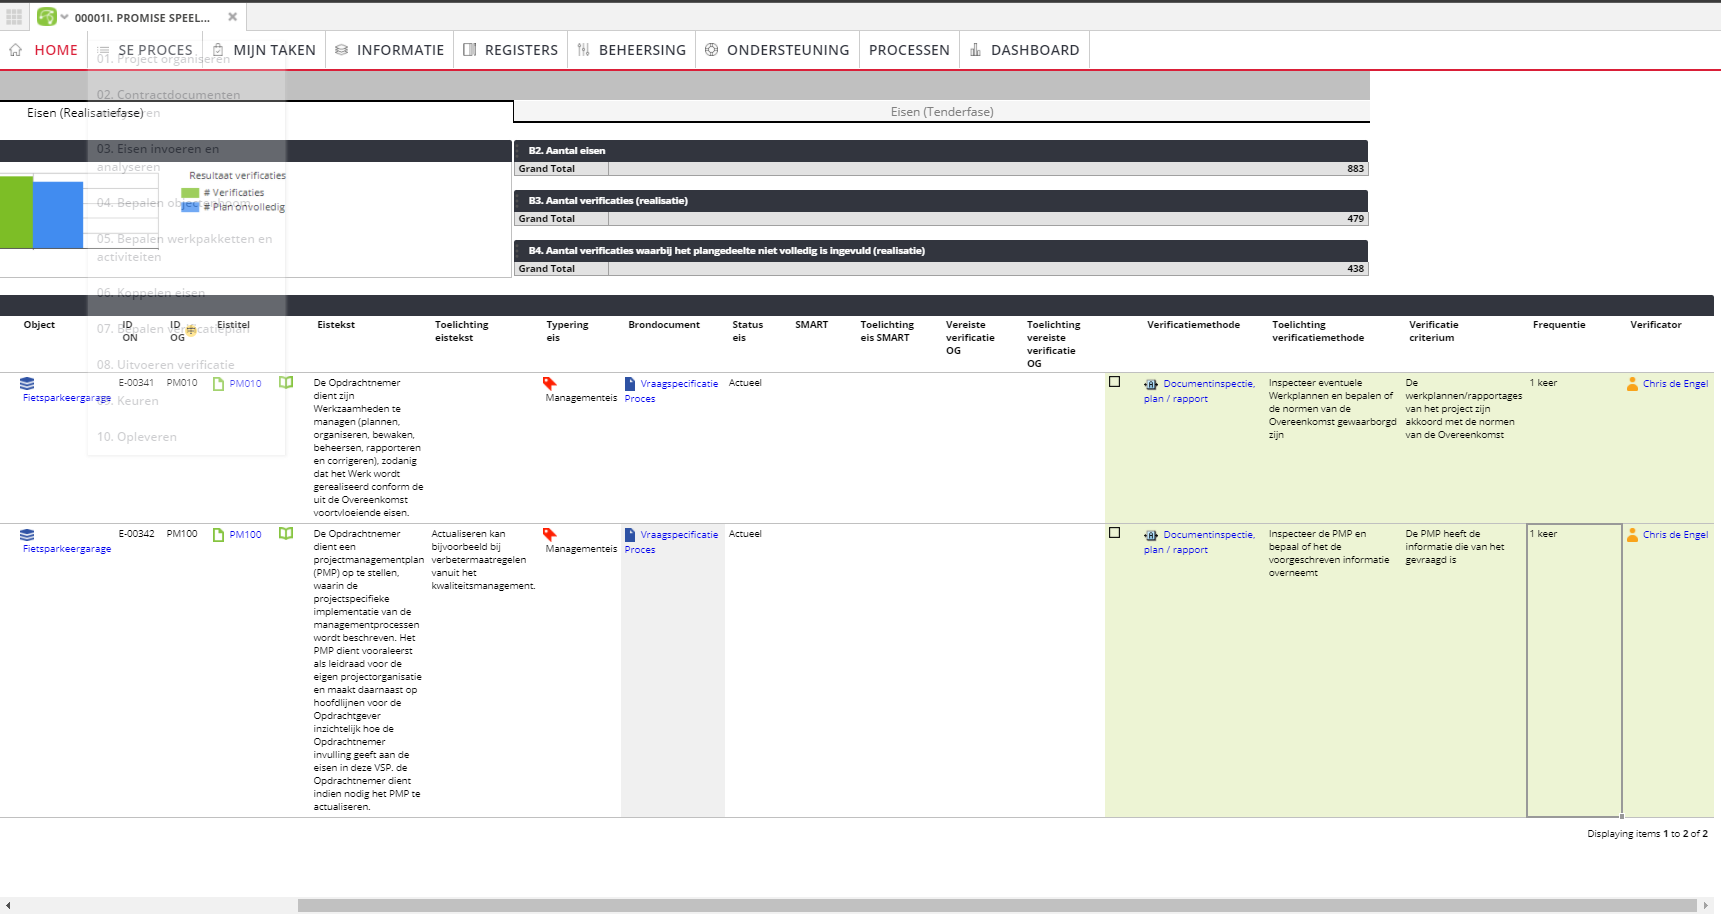 00001I. PROMISE SPEEL...
HOME
SE PROCES
MIJN TAKEN
INFORMATIE
REGISTERS
BEHEERSING
ONDERSTEUNING
PROCESSEN
DASHBOARD
01. Project organiseren
02. Contractdocumenten
03. Eisen invoeren en
analyseren
04. Bepalen objectenboom
05. Bepalen werkpakketten en
activiteiten
06. Koppelen eisen
07. Bepalen verificatieplan
08. Uitvoeren verificatie
Keuren
10. Opleveren
Eisen (Realisatiefase)
Eisen (Tenderfase)
Resultaat verificaties
# Verificaties
# Plan onvolledig
B2. Aantal eisen
Grand Total 883
B3. Aantal verificaties (realisatie)
Grand Total 479
B4. Aantal verificaties waarbij het plangedeelte niet volledig is ingevuld (realisatie)
Grand Total 438
Object
ID
ON
ID
OG
Eistitel
Eistekst
Toelichting
eistekst
Typering
eis
Brondocument
Status
eis
SMART
Toelichting
eis SMART
Vereiste
verificatie
OG
Toelichting
vereiste
verificatie
OG
Verificatiemethode
Toelichting
verificatiemethode
Verificatie
criterium
Frequentie
Verificator
Fietsparkeergarage
E-00341
PM010
PM010
De Opdrachtnemer
dient zijn
Werkzaamheden te
managen (plannen,
organiseren, bewaken,
beheersen, rapporteren
en corrigeren), zodanig
dat het Werk wordt
gerealiseerd conform de
uit de Overeenkomst
voortvloeiende eisen.
Managementeis
Vraagspecificatie
Proces
Actueel
Documentinspectie,
plan / rapport
Inspecteer eventuele
Werkplannen en bepalen of
de normen van de
Overeenkomst gewaarborgd
zijn
De
werkplannen/rapportages
van het project zijn
akkoord met de normen
van de Overeenkomst
1 keer
Chris de Engel
Fietsparkeergarage
E-00342
PM100
PM100
De Opdrachtnemer
dient een
projectmanagementplan
(PMP) op te stellen,
waarin de
projectspecifieke
implementatie van de
managementprocessen
wordt beschreven. Het
PMP dient vooraleerst
als leidraad voor de
eigen projectorganisatie
en maakt daarnaast op
hoofdlijnen voor de
Opdrachtgever
inzichtelijk hoe de
Opdrachtnemer
invulling geeft aan de
eisen in deze VSP. de
Opdrachtnemer dient
indien nodig het PMP te
actualiseren.
Actualiseren kan
bijvoorbeeld bij
verbetermaatregelen
vanuit het
kwaliteitsmanagement.
Managementeis
Vraagspecificatie
Proces
Actueel
Documentinspectie,
plan / rapport
Inspecteer de PMP en
bepaal of het de
voorgeschreven informatie
overneemt
De PMP heeft de
informatie die van het
gevraagd is
1 keer
Chris de Engel
Displaying items 1 to 2 of 2